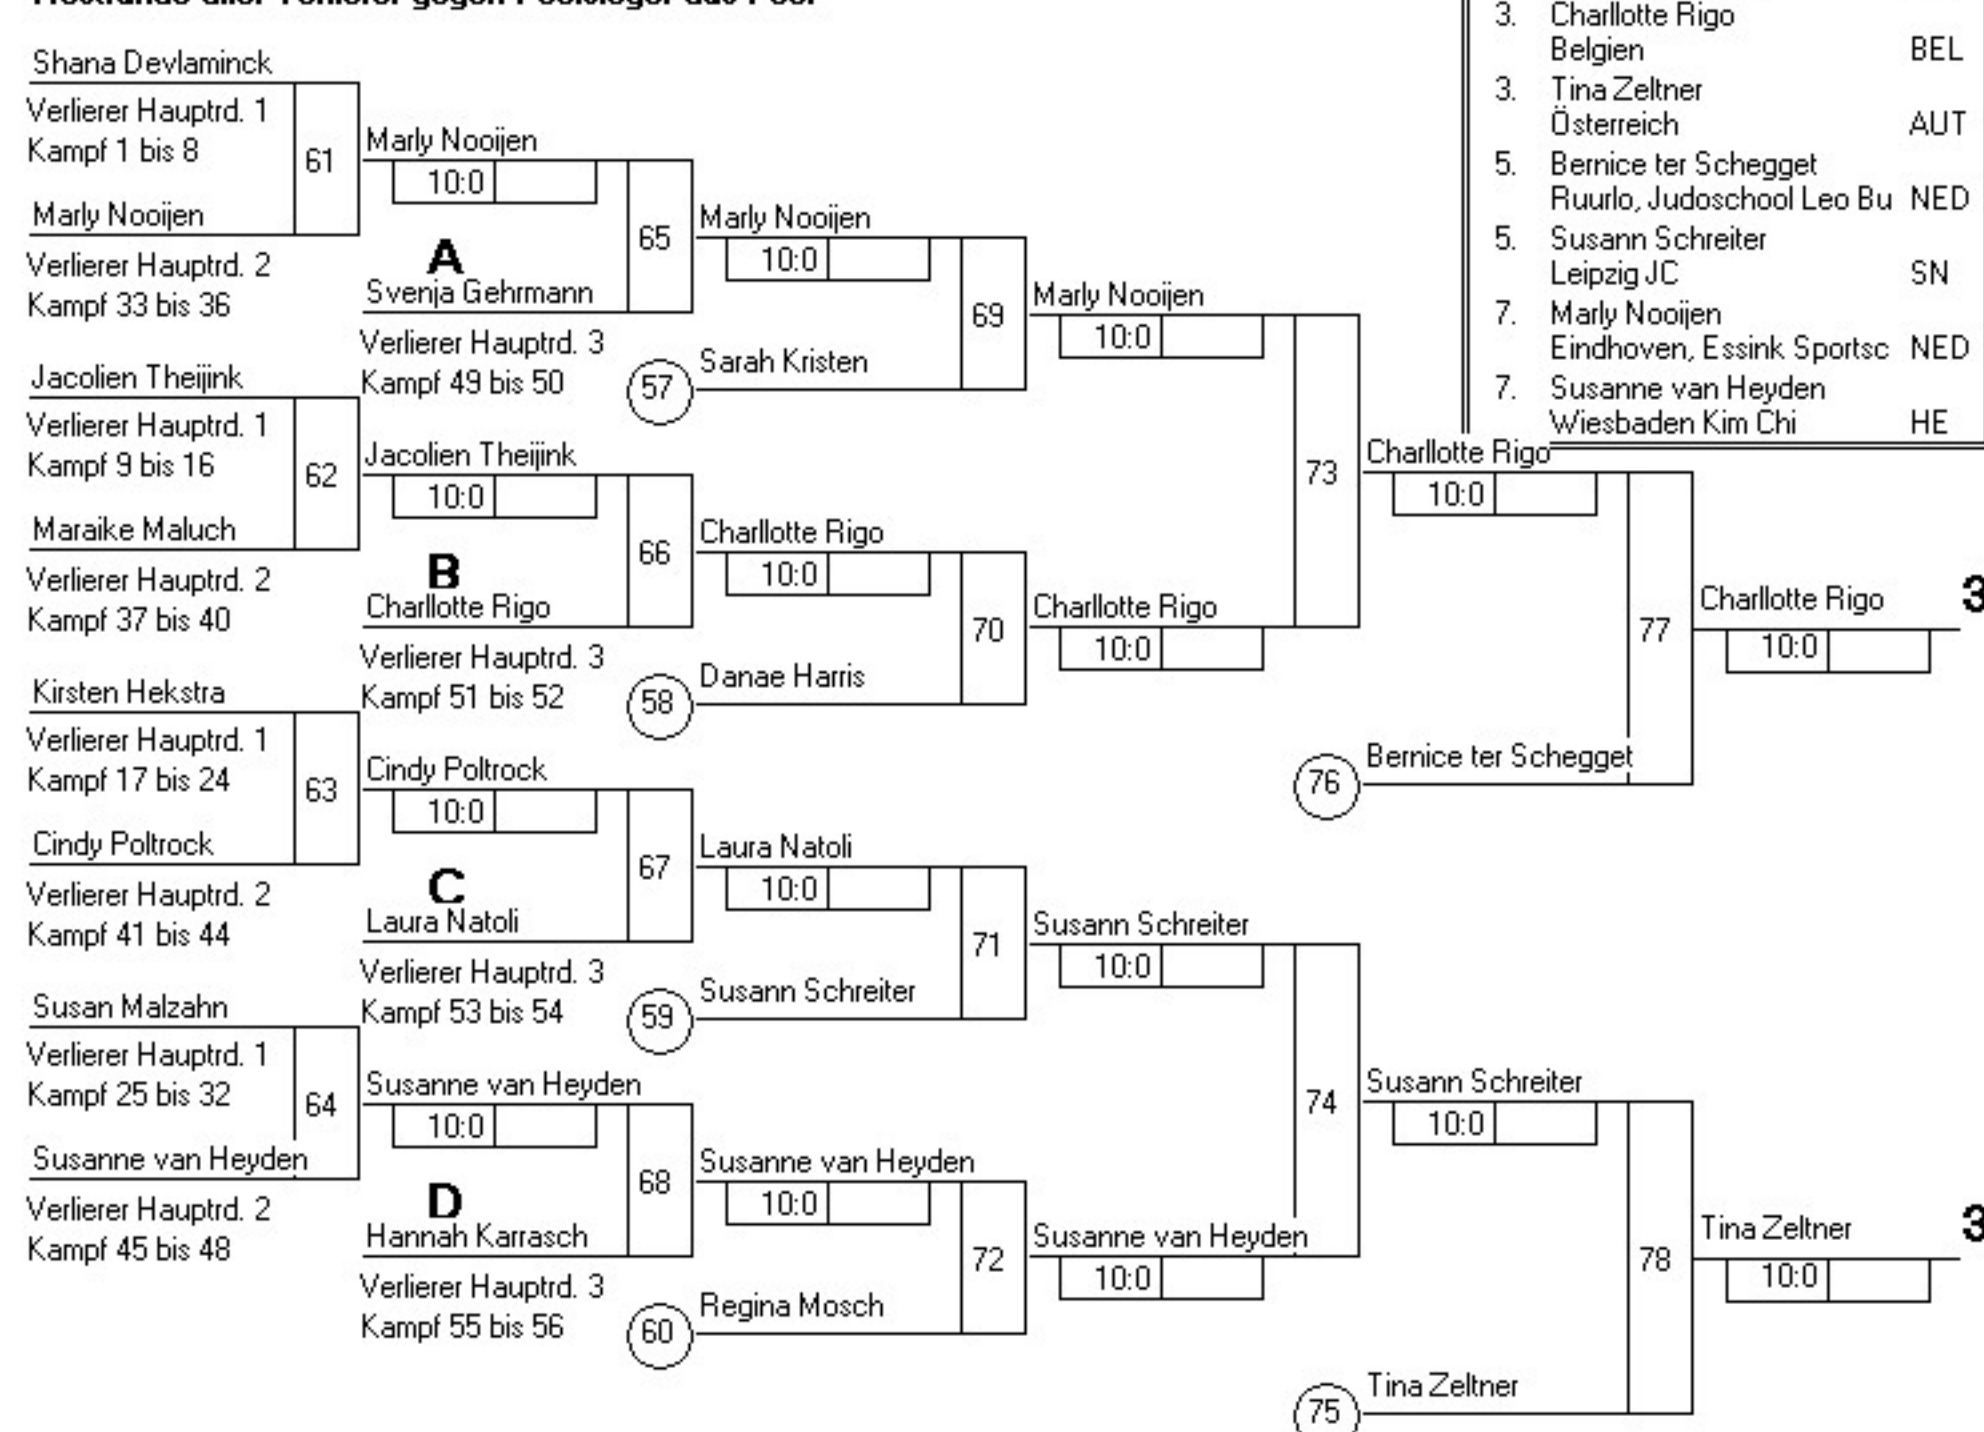 3. Charllotte Rigo
Belgien BEL
3. Tina Zeltner
Österreich AUT
5. Bernice ter Schegget
Ruurlo, Judoschool Leo Bu NED
5. Susann Schreiter
Leipzig JC SN
7. Marly Nooijen
Eindhoven, Essink Sportsc NED
7. Susanne van Heyden
Wiesbaden Kim Chi HE
Shana Devlaminck
Verlierer Hauptrd. 1
Kampf 1 bis 8
61
Marly Nooijen
Verlierer Hauptrd. 2
Kampf 33 bis 36
Jacolien Theijink
Verlierer Hauptrd. 1
Kampf 9 bis 16
62
Maraike Maluch
Verlierer Hauptrd. 2
Kampf 37 bis 40
Kirsten Hekstra
Verlierer Hauptrd. 1
Kampf 17 bis 24
63
Cindy Poltrock
Verlierer Hauptrd. 2
Kampf 41 bis 44
Susan Malzahn
Verlierer Hauptrd. 1
Kampf 25 bis 32
64
Susanne van Heyden
Verlierer Hauptrd. 2
Kampf 45 bis 48
Marly Nooijen
10:0
A
65
Svenja Gehrmann
Verlierer Hauptrd. 3
Kampf 49 bis 50
Jacolien Theijink
10:0
B
66
Charllotte Rigo
Verlierer Hauptrd. 3
Kampf 51 bis 52
Cindy Poltrock
10:0
C
67
Laura Natoli
Verlierer Hauptrd. 3
Kampf 53 bis 54
Susanne van Heyden
10:0
D
68
Hannah Karrasch
Verlierer Hauptrd. 3
Kampf 55 bis 56
Marly Nooijen
10:0
69
57 Sarah Kristen
Charllotte Rigo
10:0
70
58 Danae Harris
Laura Natoli
10:0
71
59 Susann Schreiter
Susanne van Heyden
10:0
72
60 Regina Mosch
Marly Nooijen
10:0
73
Charllotte Rigo
10:0
Susann Schreiter
10:0
74
Susanne van Heyden
10:0
Charllotte Rigo
10:0
77
76 Bernice ter Schegget
Susann Schreiter
10:0
78
75 Tina Zeltner
Charllotte Rigo 3
10:0
Tina Zeltner 3
10:0